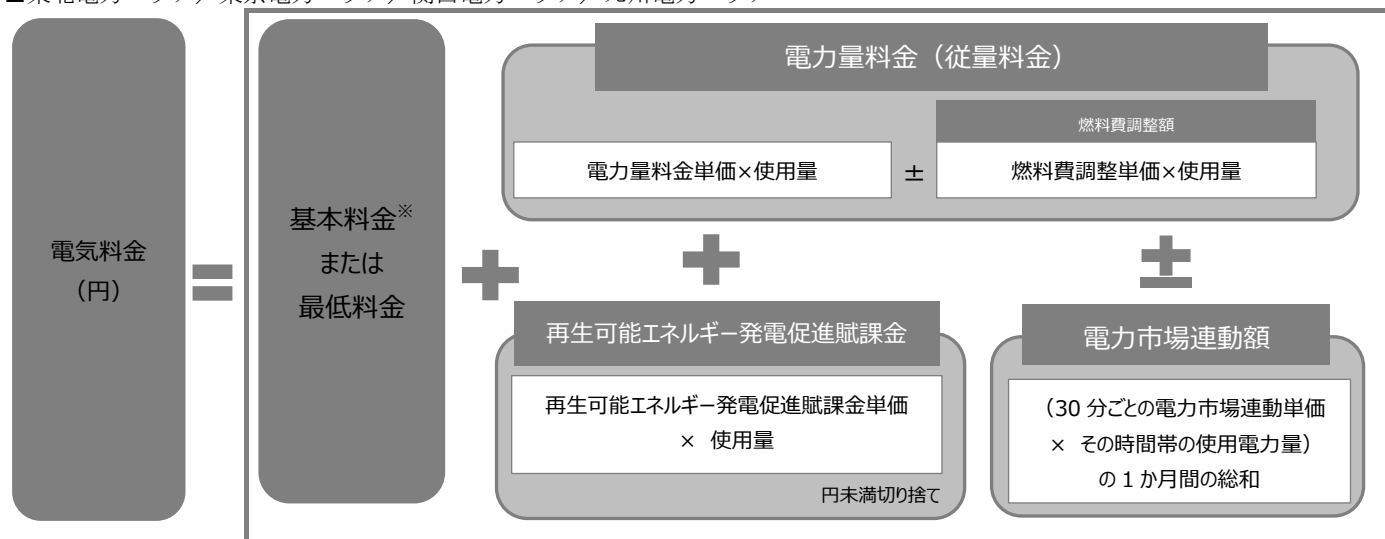 電気料金
（円）
基本料金※
または
最低料金
電力量料金（従量料金）
燃料費調整額
電力量料金単価×使用量
±
燃料費調整単価×使用量
再生可能エネルギー発電促進賦課金
再生可能エネルギー発電促進賦課金単価
× 使用量
円未満切り捨て
電力市場連動額
（30 分ごとの電力市場連動単価
× その時間帯の使用電力量）
の 1 か月間の総和